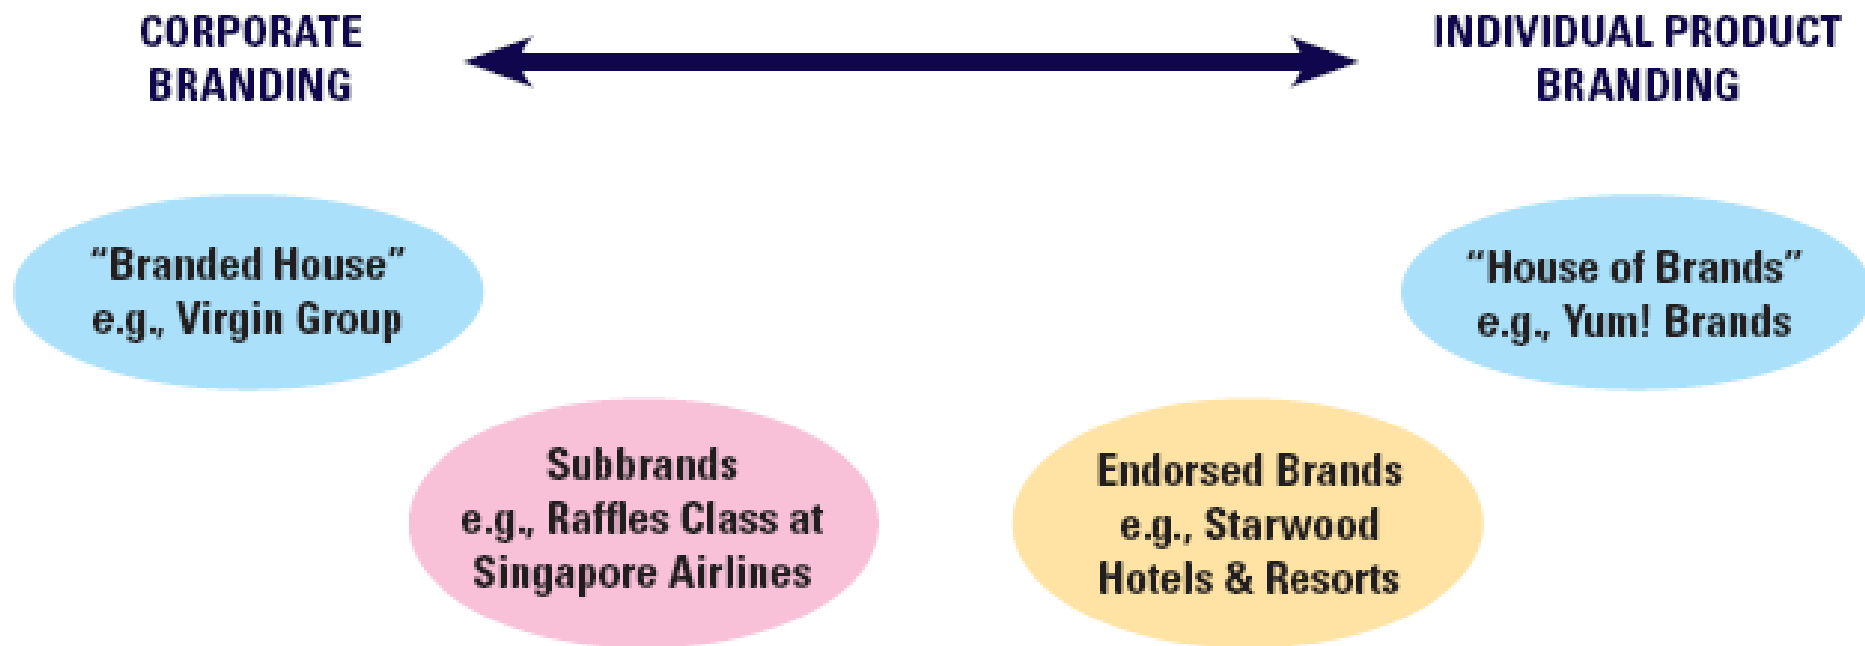 CORPORATE
BRANDING
INDIVIDUAL PRODUCT
BRANDING
“Branded House”
e.g., Virgin Group
“House of Brands”
e.g., Yum! Brands
Subbrands
e.g., Raffles Class at
Singapore Airlines
Endorsed Brands
e.g., Starwood
Hotels & Resorts